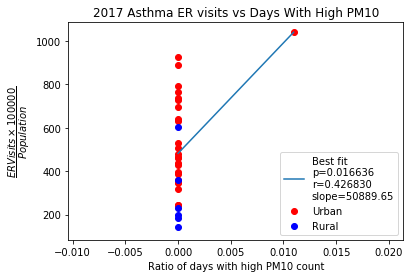 2017 Asthma ER visits vs Days With High PM10
1000
800
600
400
200
ERVisits × 100000
Population
Best fit
p=0.016636
r=0.426830
slope=50889.65
Urban
Rural
−0.010 −0.005 0.000 0.005 0.010 0.015 0.020
Ratio of days with high PM10 count